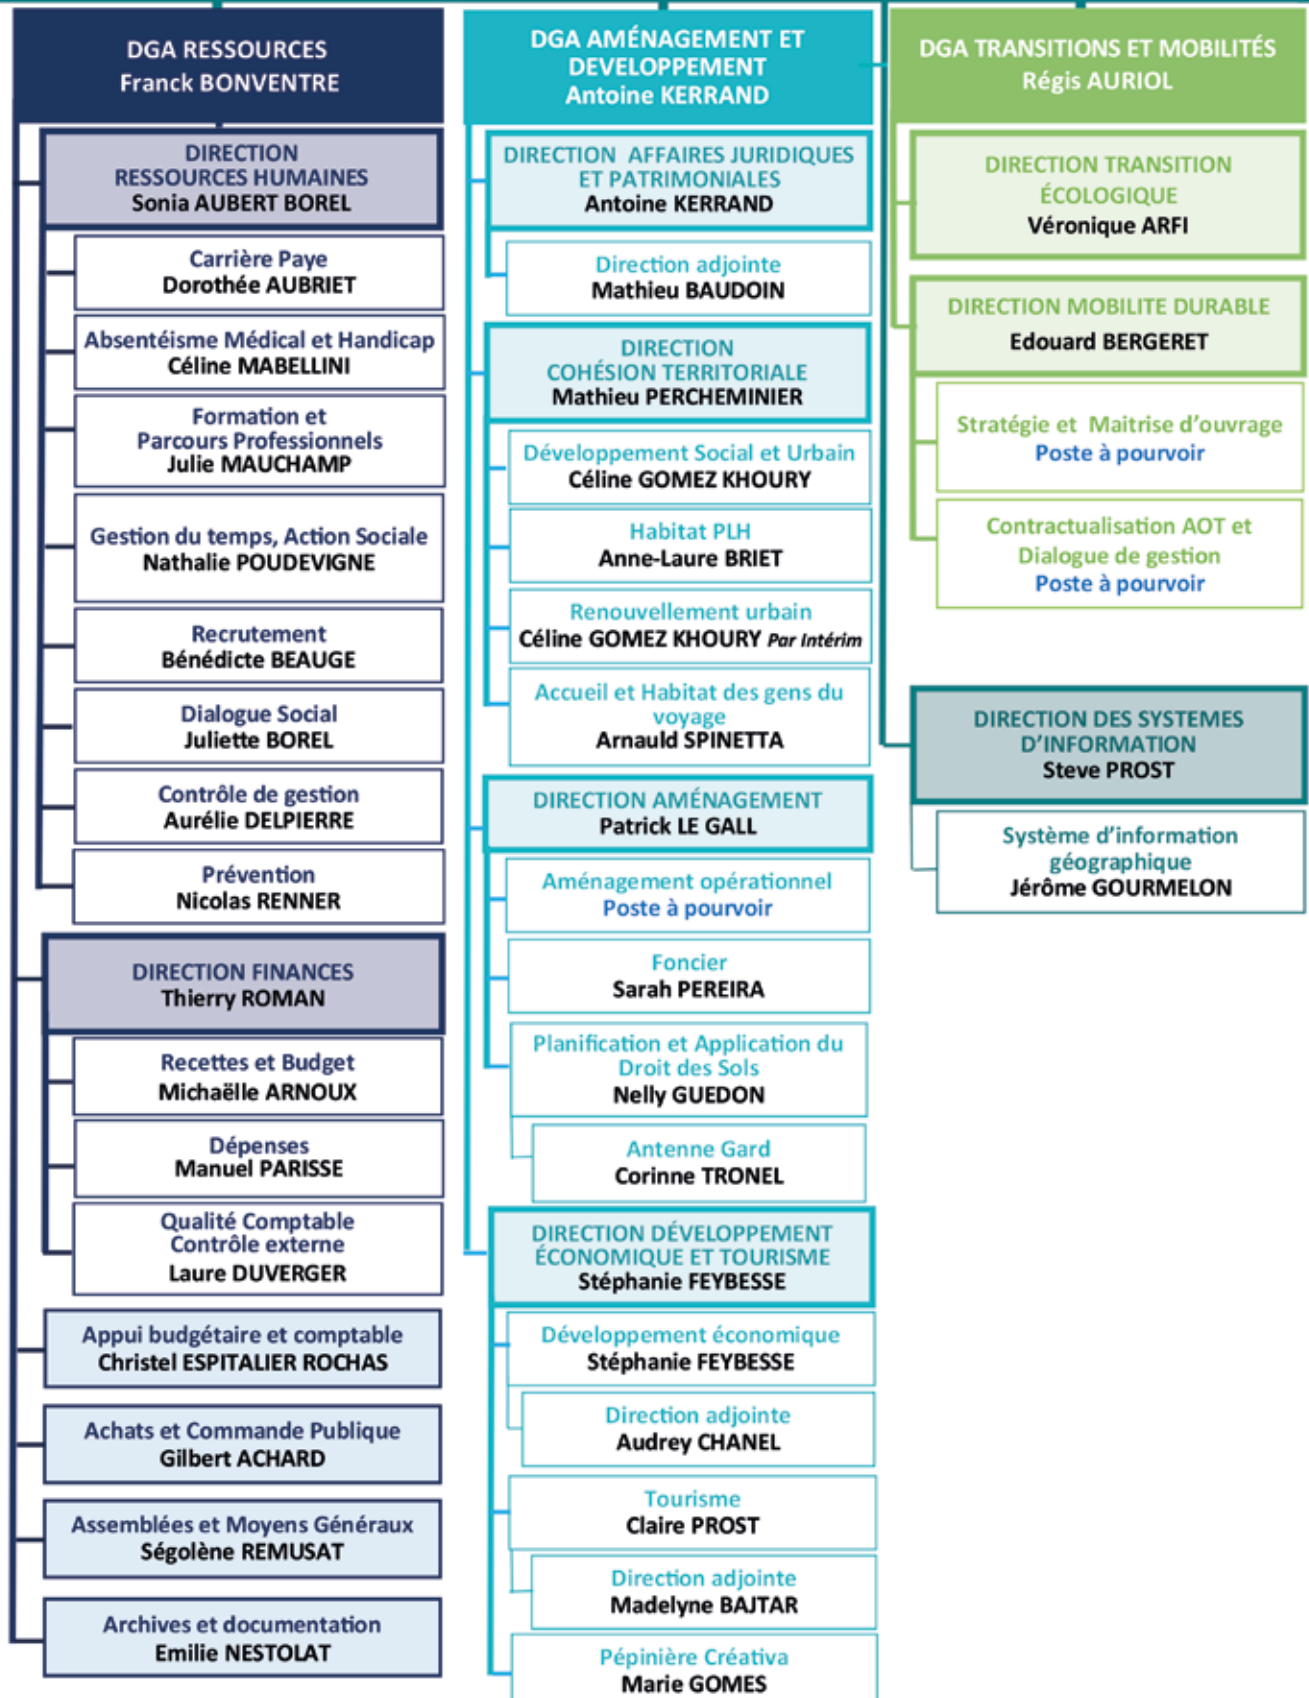 DGA RESSOURCES
Franck BONVENTRE
DIRECTION
RESSOURCES HUMAINES
Sonia AUBERT BOREL
Carrière Paye
Dorothée AUBRIET
Absentéisme Médical et Handicap
Céline MABELLINI
Formation et
Parcours Professionnels
Julie MAUCHAMP
Gestion du temps, Action Sociale
Nathalie POUDEVIGNE
Recrutement
Bénédicte BEAUGE
Dialogue Social
Juliette BOREL
Contrôle de gestion
Aurélie DELPIERRE
Prévention
Nicolas RENNER
DIRECTION FINANCES
Thierry ROMAN
Recettes et Budget
Michaëlle ARNOUX
Dépenses
Manuel PARISSE
Qualité Comptable
Contrôle externe
Laure DUVERGER
Appui budgétaire et comptable
Christel ESPITALIER ROCHAS
Achats et Commande Publique
Gilbert ACHARD
Assemblées et Moyens Généraux
Ségolène REMUSAT
Archives et documentation
Emilie NESTOLAT
DGA AMÉNAGEMENT ET
DEVELOPPEMENT
Antoine KERRAND
DIRECTION AFFAIRES JURIDIQUES
ET PATRIMONIALES
Antoine KERRAND
Direction adjointe
Mathieu BAUDOIN
DIRECTION
COHÉSION TERRITORIALE
Mathieu PERCHEMINIER
Développement Social et Urbain
Céline GOMEZ KHOURY
Habitat PLH
Anne-Laure BRIET
Renouvellement urbain
Céline GOMEZ KHOURY Par Intérim
Accueil et Habitat des gens du
voyage
Arnauld SPINETTA
DIRECTION AMÉNAGEMENT
Patrick LE GALL
Aménagement opérationnel
Poste à pourvoir
Foncier
Sarah PEREIRA
Planification et Application du
Droit des Sols
Nelly GUEDON
Antenne Gard
Corinne TRONEL
DIRECTION DÉVELOPPEMENT
ÉCONOMIQUE ET TOURISME
Stéphanie FEYBESSE
Développement économique
Stéphanie FEYBESSE
Direction adjointe
Audrey CHANEL
Tourisme
Claire PROST
Direction adjointe
Madelyne BAJTAR
Pépinière Créativa
Marie GOMES
DGA TRANSITIONS ET MOBILITÉS
Régis AURIOL
DIRECTION TRANSITION
ÉCOLOGIQUE
Véronique ARFI
DIRECTION MOBILITE DURABLE
Edouard BERGERET
Stratégie et Maitrise d'ouvrage
Poste à pourvoir
Contractualisation AOT et
Dialogue de gestion
Poste à pourvoir
DIRECTION DES SYSTEMES
D'INFORMATION
Steve PROST
Système d'information
géographique
Jérôme GOURMELON